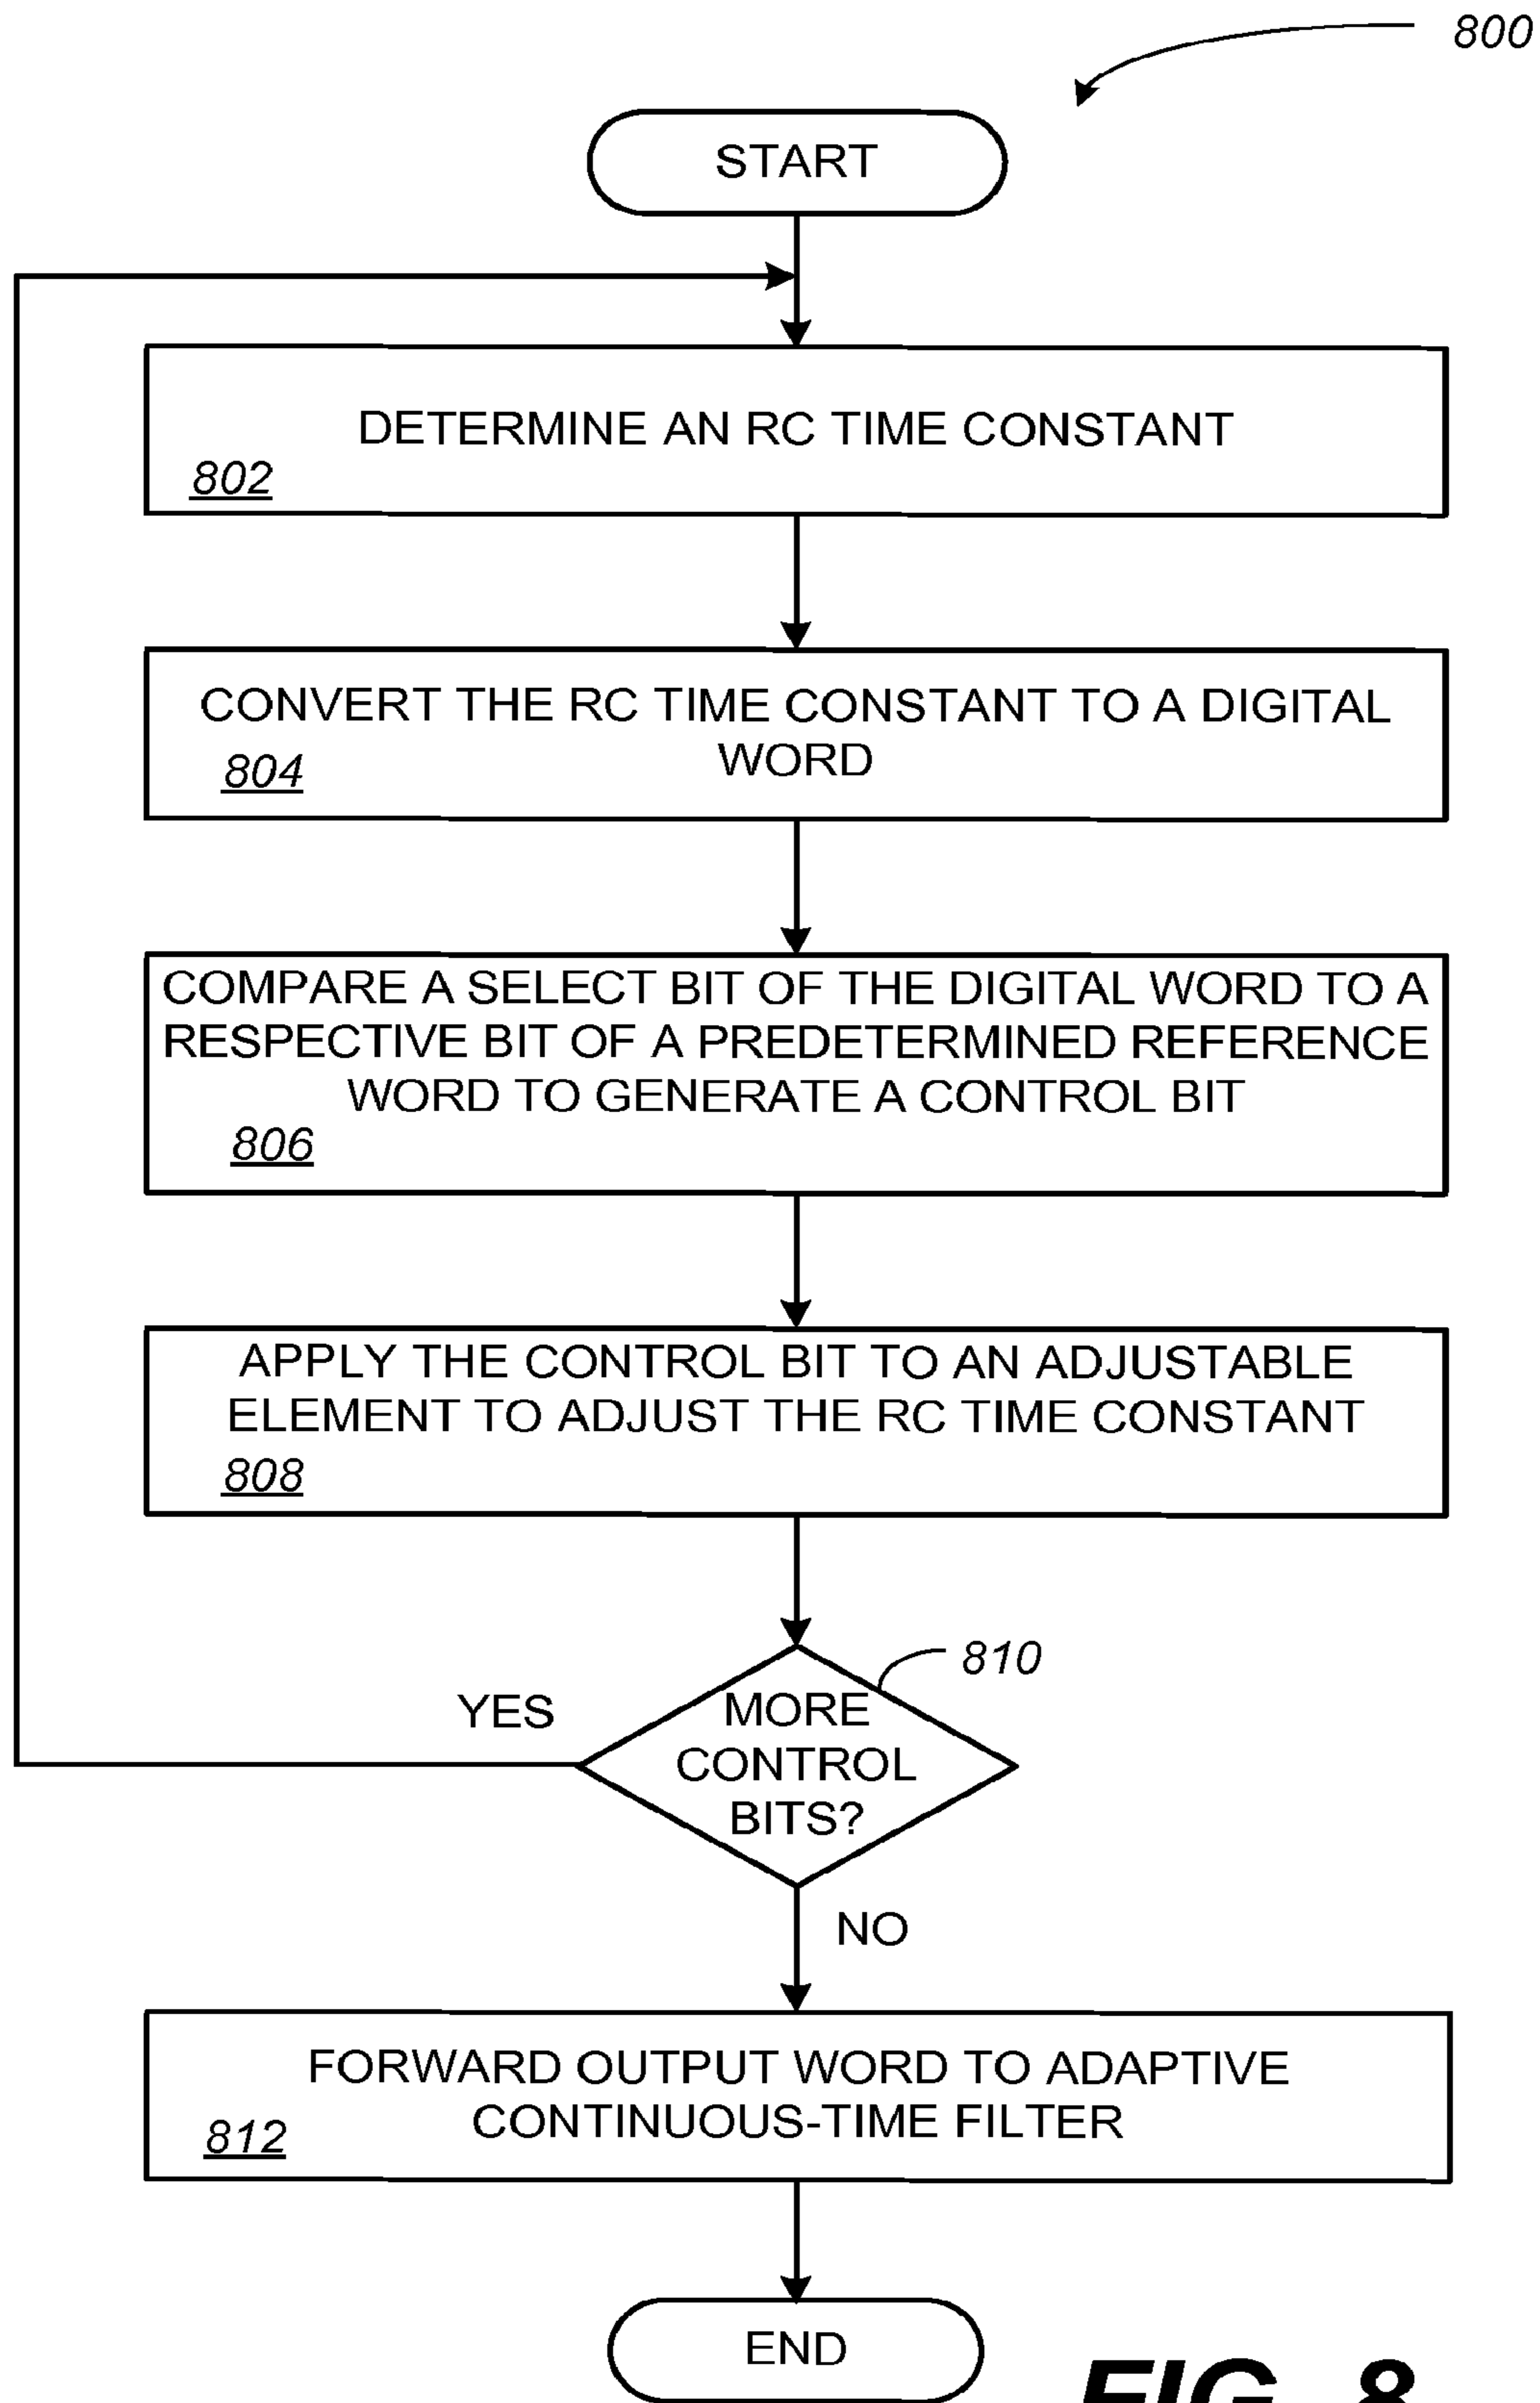 800
START
DETERMINE AN RC TIME CONSTANT
802
CONVERT THE RC TIME CONSTANT TO A DIGITAL
WORD
804
COMPARE A SELECT BIT OF THE DIGITAL WORD TO A
RESPECTIVE BIT OF A PREDETERMINED REFERENCE
WORD TO GENERATE A CONTROL BIT
806
APPLY THE CONTROL BIT TO AN ADJUSTABLE
ELEMENT TO ADJUST THE RC TIME CONSTANT
808
810
YES
MORE
CONTROL
BITS?
NO
FORWARD OUTPUT WORD TO ADAPTIVE
CONTINUOUS-TIME FILTER
812
END
FIG. 8